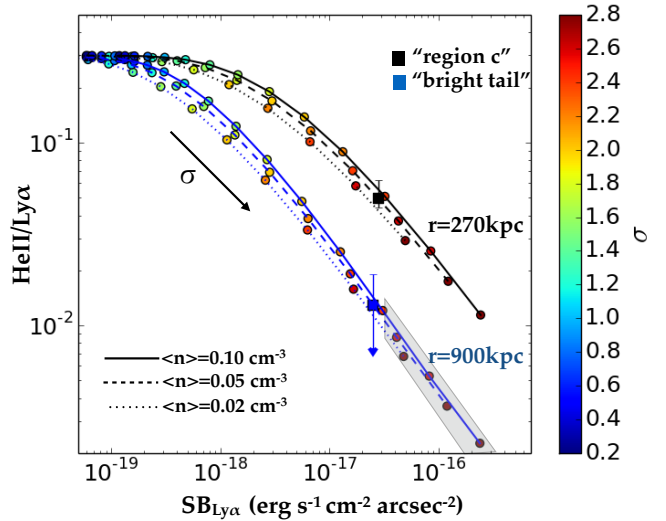 ■ "region c"
■ "bright tail"
10⁻¹
10⁻²
HeII/Lyα
σ
r=270kpc
r=900kpc
<n>=0.10 cm⁻³
<n>=0.05 cm⁻³
<n>=0.02 cm⁻³
10⁻¹⁹ 10⁻¹⁸ 10⁻¹⁷ 10⁻¹⁶
SB_Lyα (erg s⁻¹ cm⁻² arcsec⁻²)
2.8
2.6
2.4
2.2
2.0
1.8
1.6
1.4
1.2
1.0
0.8
0.6
0.4
0.2
σ